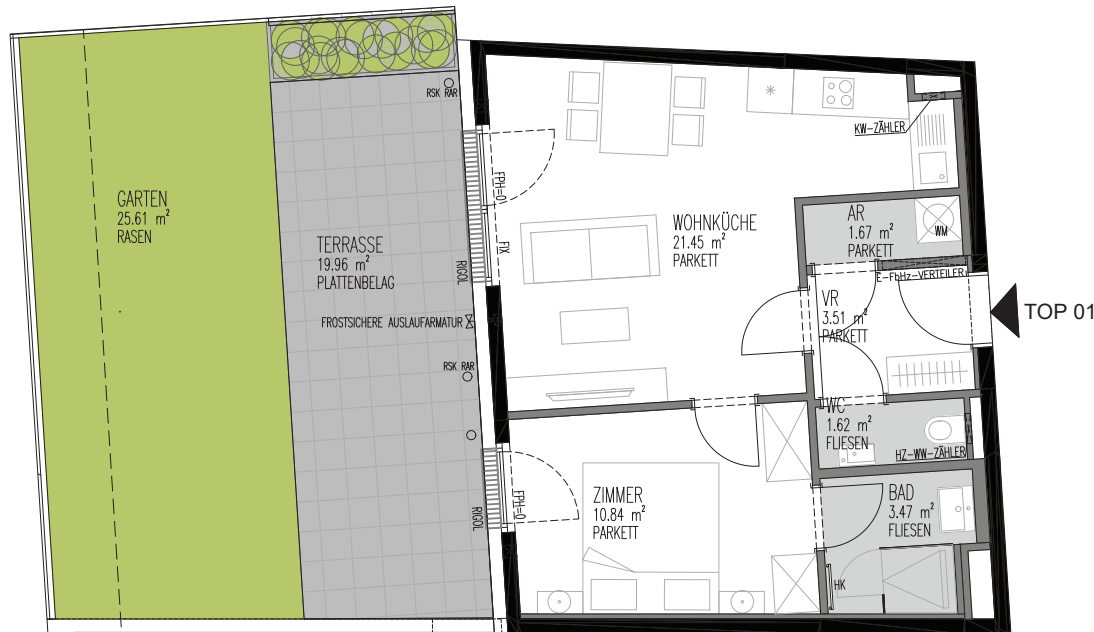 RSK RAR
KW-ZÄHLER
GARTEN
25.61 m²
RASEN
TERRASSE
19.96 m²
PLATTENBELAG
FPH=0
FIX
RIGOL
WOHNKÜCHE
21.45 m²
PARKETT
AR
1.67 m²
PARKETT
WM
E-FbHz-VERTEILER
VR
3.51 m²
PARKETT
TOP 01
FROSTSICHERE AUSLAUFARMATUR
RSK RAR
WC
1.62 m²
FLIESEN
HZ-WW-ZÄHLER
RIGOL
FPH=0
ZIMMER
10.84 m²
PARKETT
BAD
3.47 m²
FLIESEN
HK